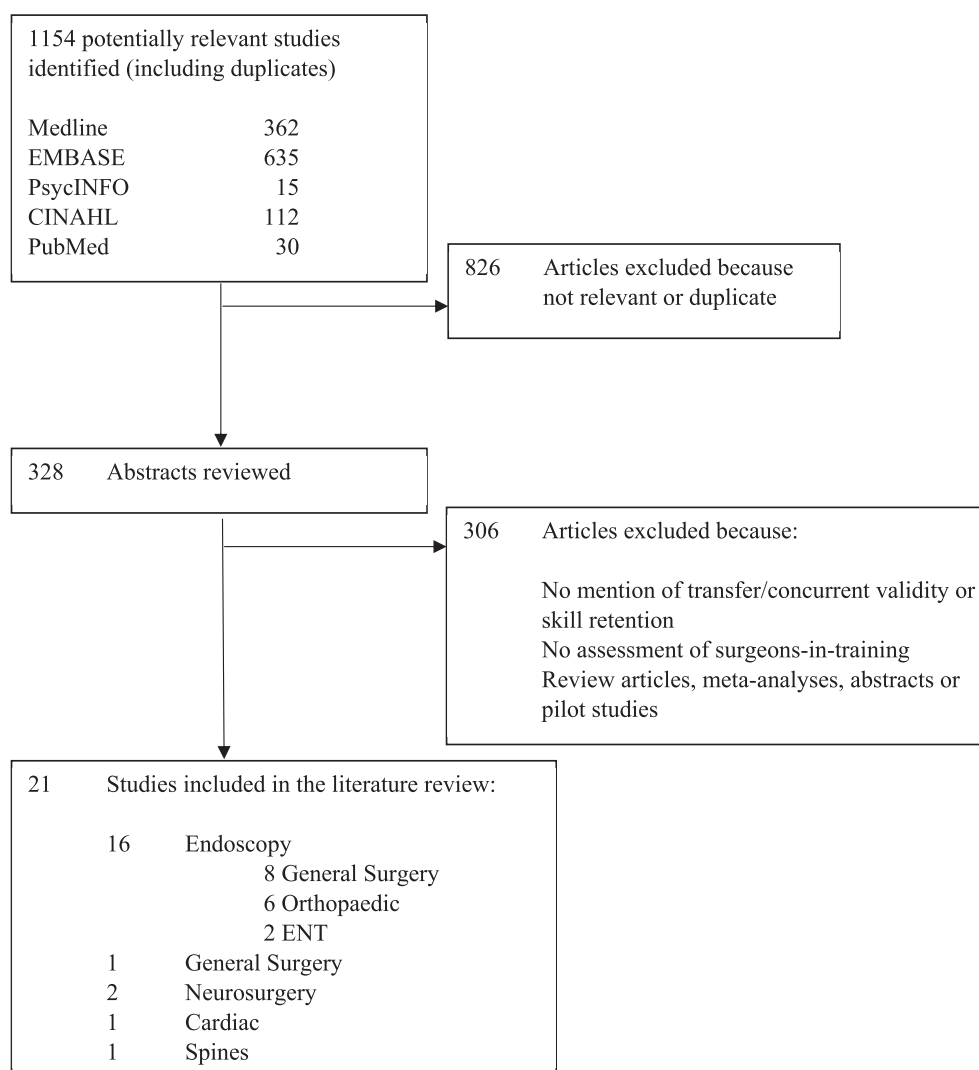 1154 potentially relevant studies
identified (including duplicates)
Medline 362
EMBASE 635
PsycINFO 15
CINAHL 112
PubMed 30
826 Articles excluded because
not relevant or duplicate
328 Abstracts reviewed
306 Articles excluded because:
No mention of transfer/concurrent validity or
skill retention
No assessment of surgeons-in-training
Review articles, meta-analyses, abstracts or
pilot studies
21 Studies included in the literature review:
16 Endoscopy
8 General Surgery
6 Orthopaedic
2 ENT
1 General Surgery
2 Neurosurgery
1 Cardiac
1 Spines